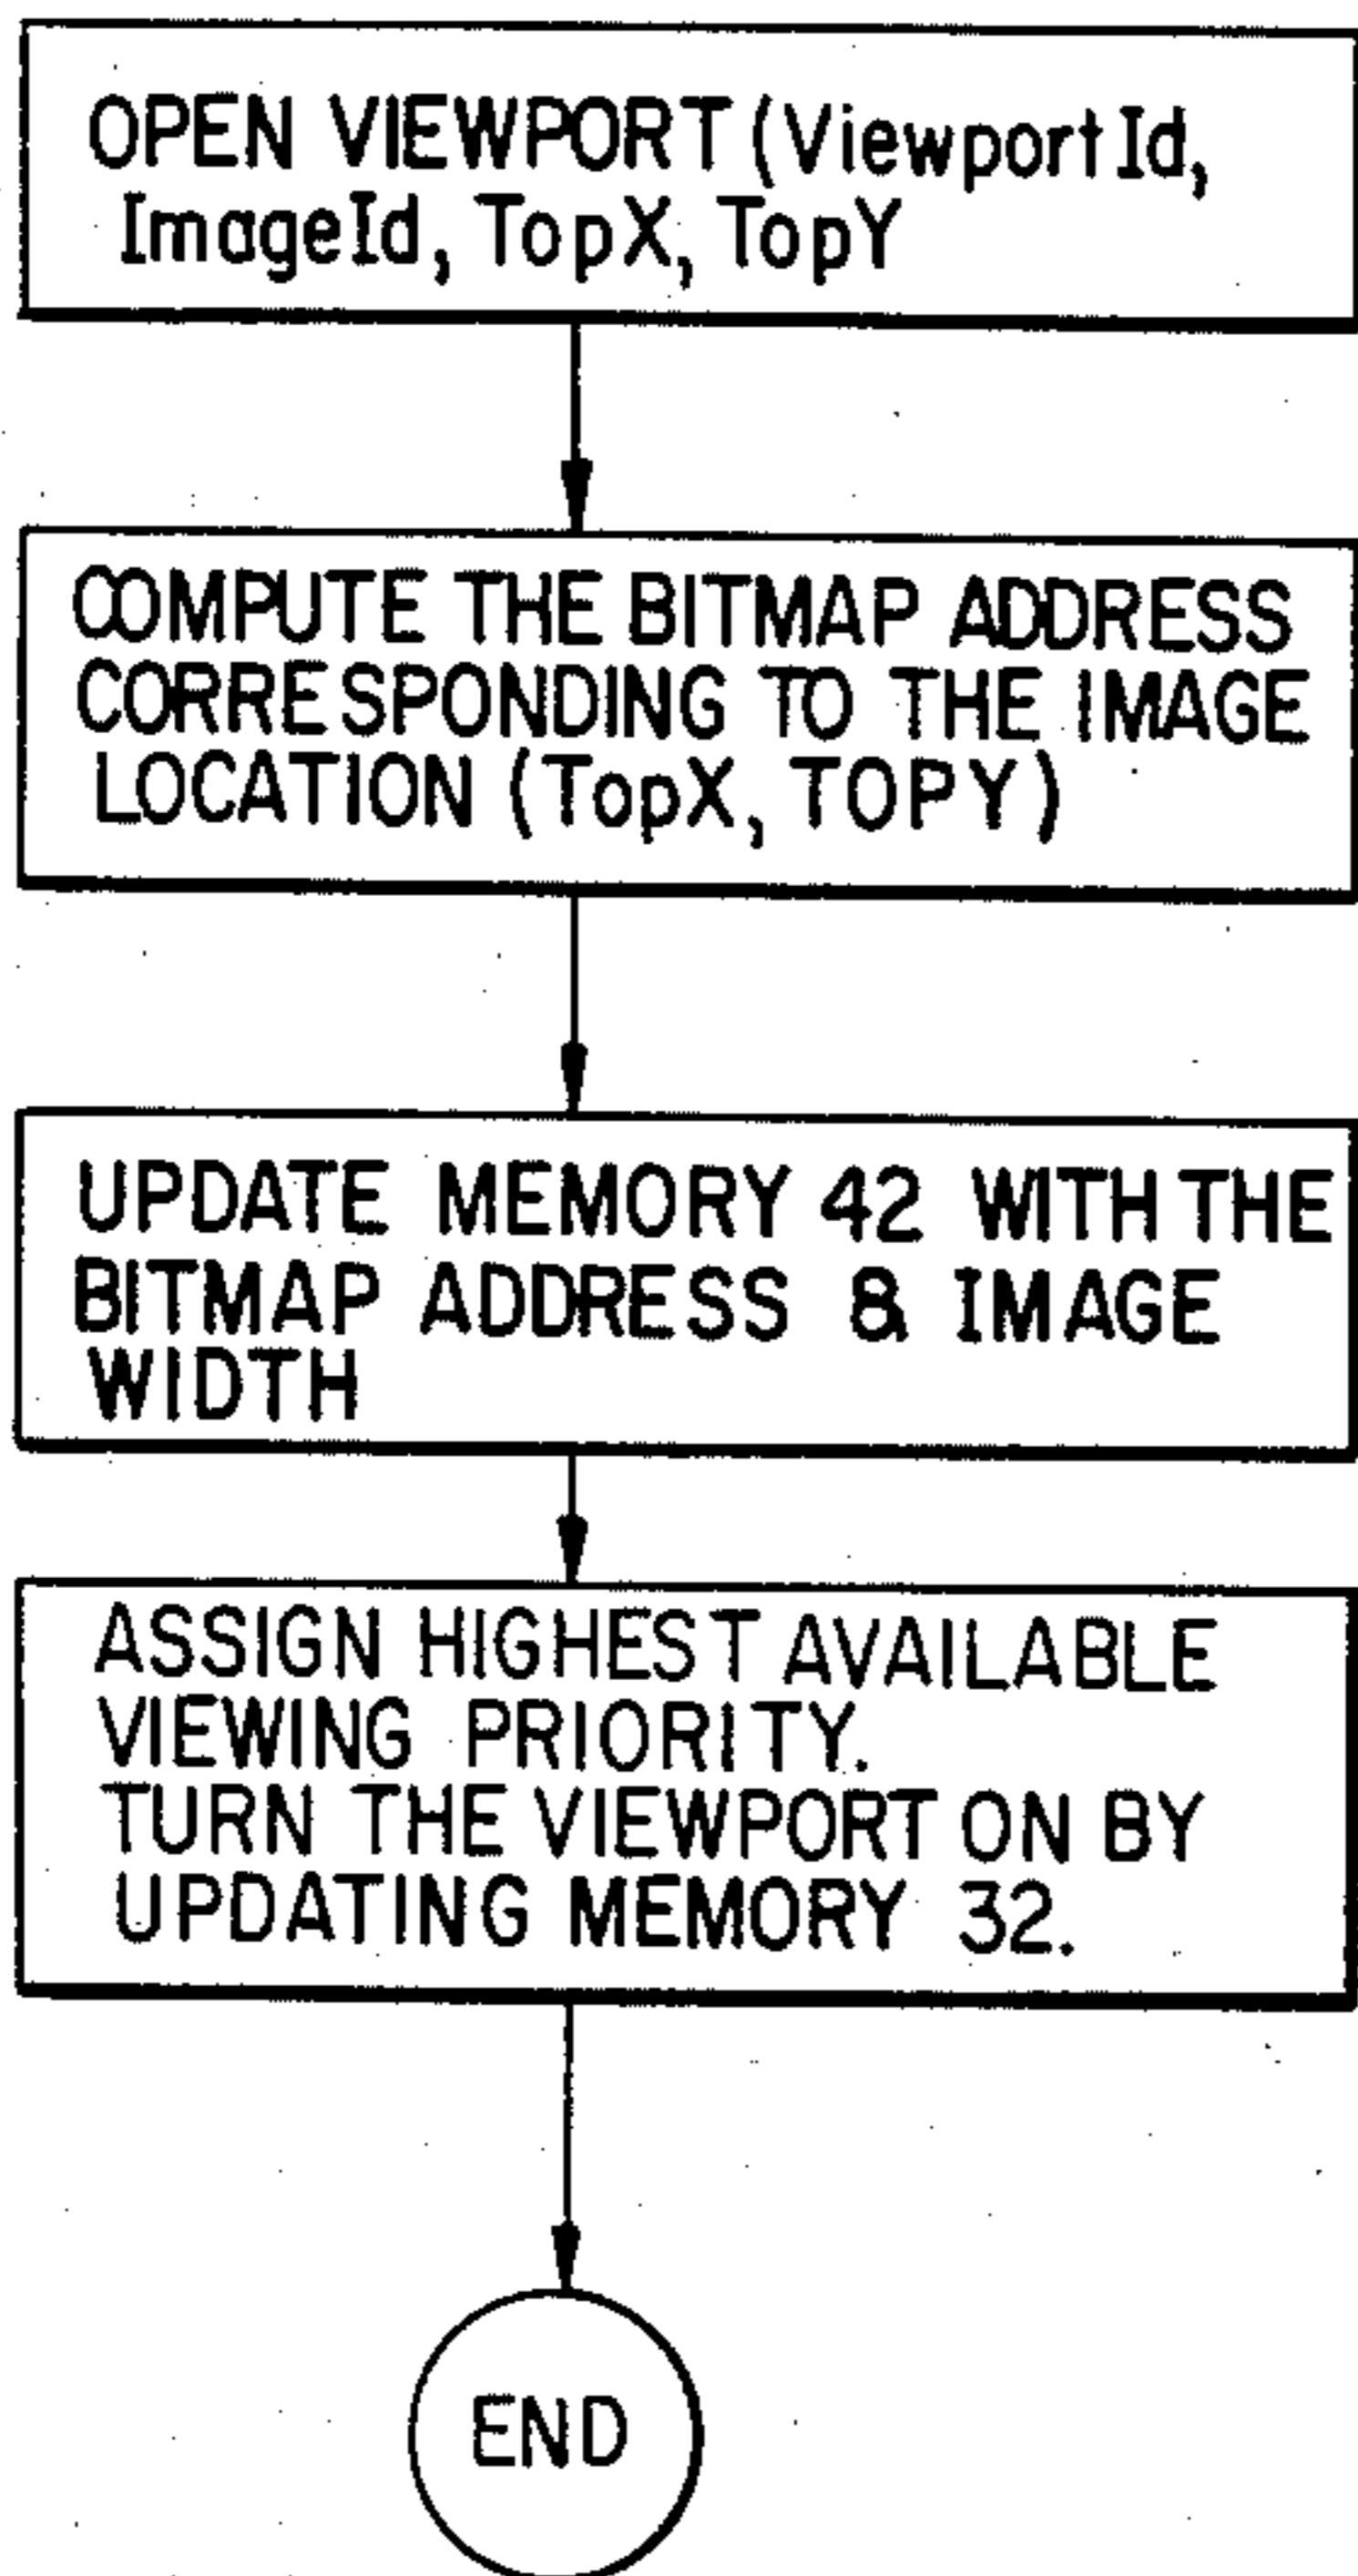 OPEN VIEWPORT (ViewportId,
ImageId, TopX, TopY
COMPUTE THE BITMAP ADDRESS
CORRESPONDING TO THE IMAGE
LOCATION (TopX, TOPY)
UPDATE MEMORY 42 WITH THE
BITMAP ADDRESS & IMAGE
WIDTH
ASSIGN HIGHEST AVAILABLE
VIEWING PRIORITY.
TURN THE VIEWPORT ON BY
UPDATING MEMORY 32.
END